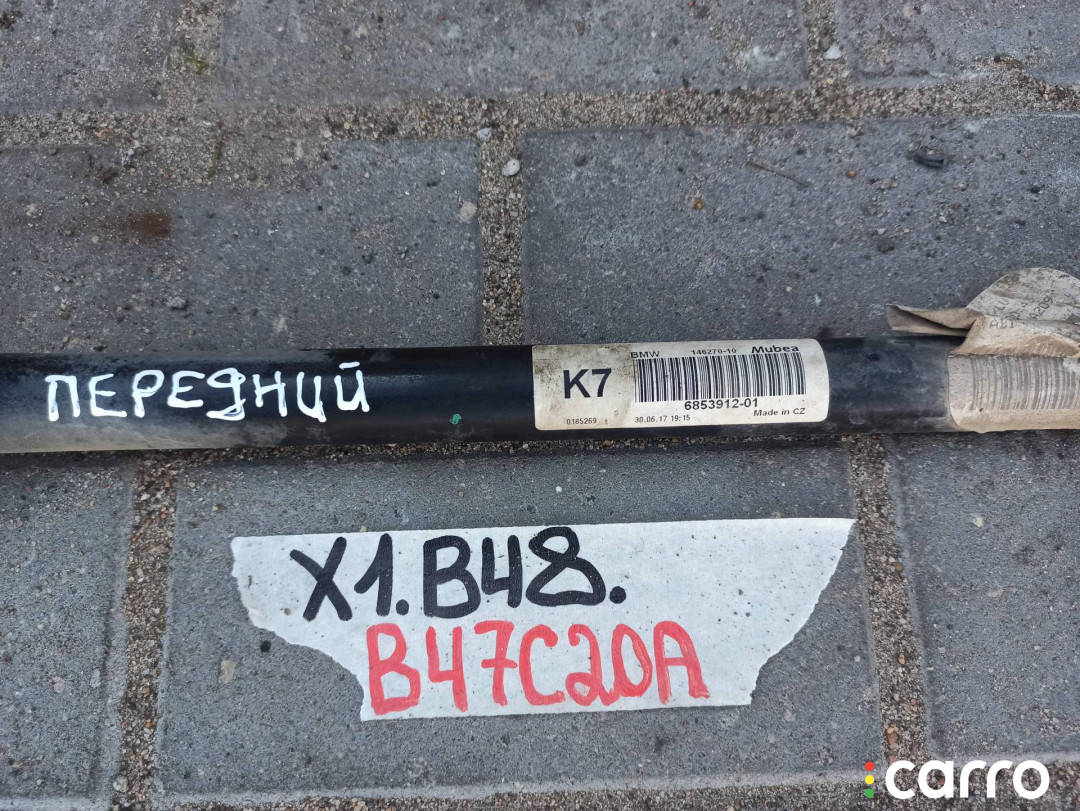 ПЕРЕДНИЙ
BMW 146270-10 Mubea
K7
6853912-01
0185269 30.06.17 19:15 Made in CZ
X1.B48.
B47C20A
carro